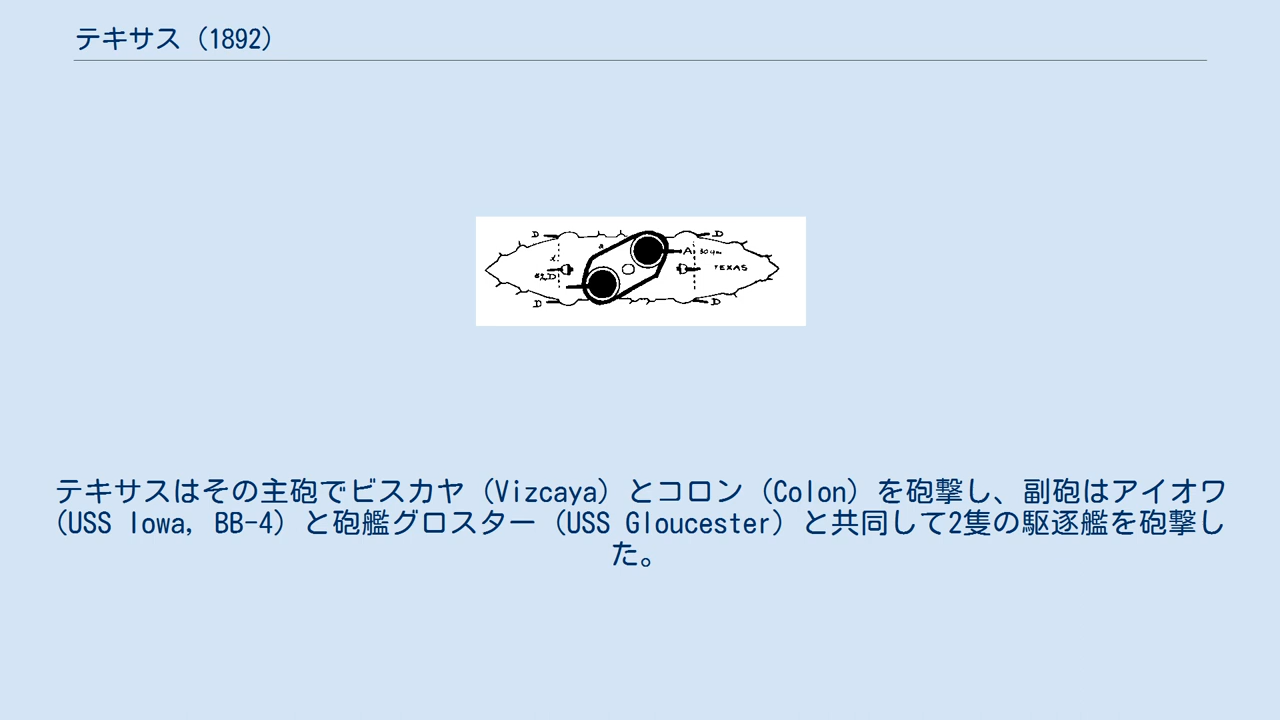 テキサス（1892）
D
D
A
30 cm
TEXAS
D
D
テキサスはその主砲でビスカヤ（Vizcaya）とコロン（Colon）を砲撃し、副砲はアイオワ
（USS Iowa, BB-4）と砲艦グロスター（USS Gloucester）と共同して2隻の駆逐艦を砲撃し
た。